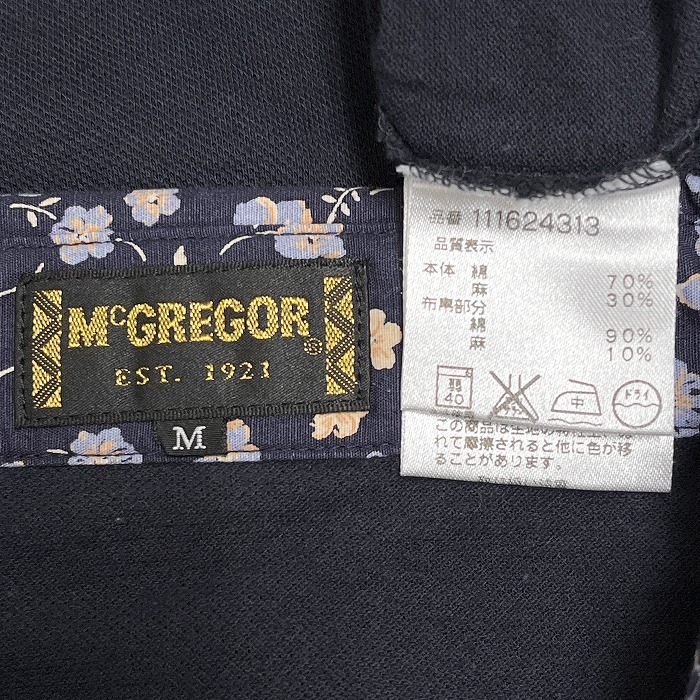 McGREGOR®
EST. 1921
M
品番 111624313
品質表示
本体 綿 70%
麻 30%
布帛部分
綿 90%
麻 10%
弱
40
中
ドライ
この商品は生地の特性上
れて摩擦されると他に色が移
ることがあります。